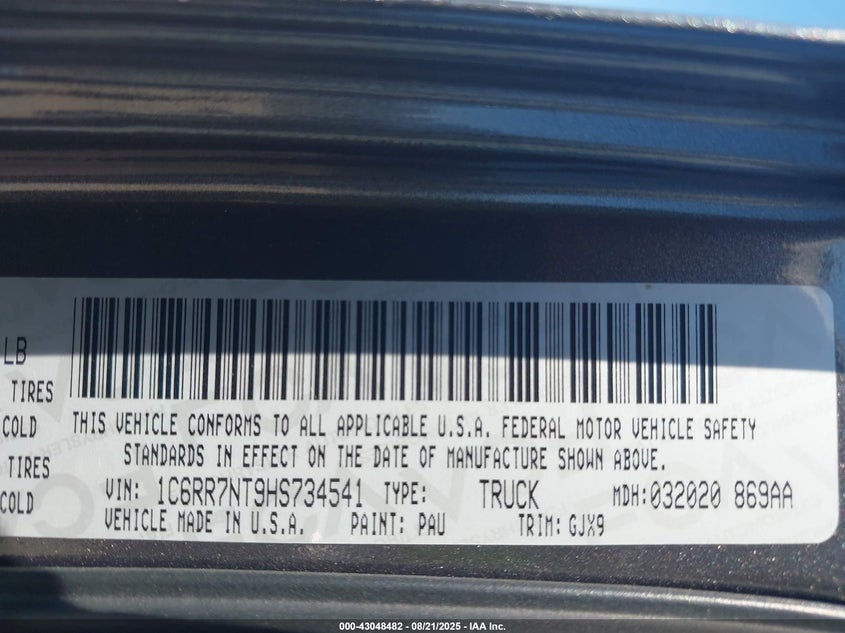 LB
TIRES
COLD
TIRES
COLD
THIS VEHICLE CONFORMS TO ALL APPLICABLE U.S.A. FEDERAL MOTOR VEHICLE SAFETY
STANDARDS IN EFFECT ON THE DATE OF MANUFACTURE SHOWN ABOVE.
VIN: 1C6RR7NT9HS734541 TYPE: TRUCK MDH:032020 869AA
VEHICLE MADE IN U.S.A. PAINT: PAU TRIM: GJX9
000-43048482 - 08/21/2025 - IAA Inc.